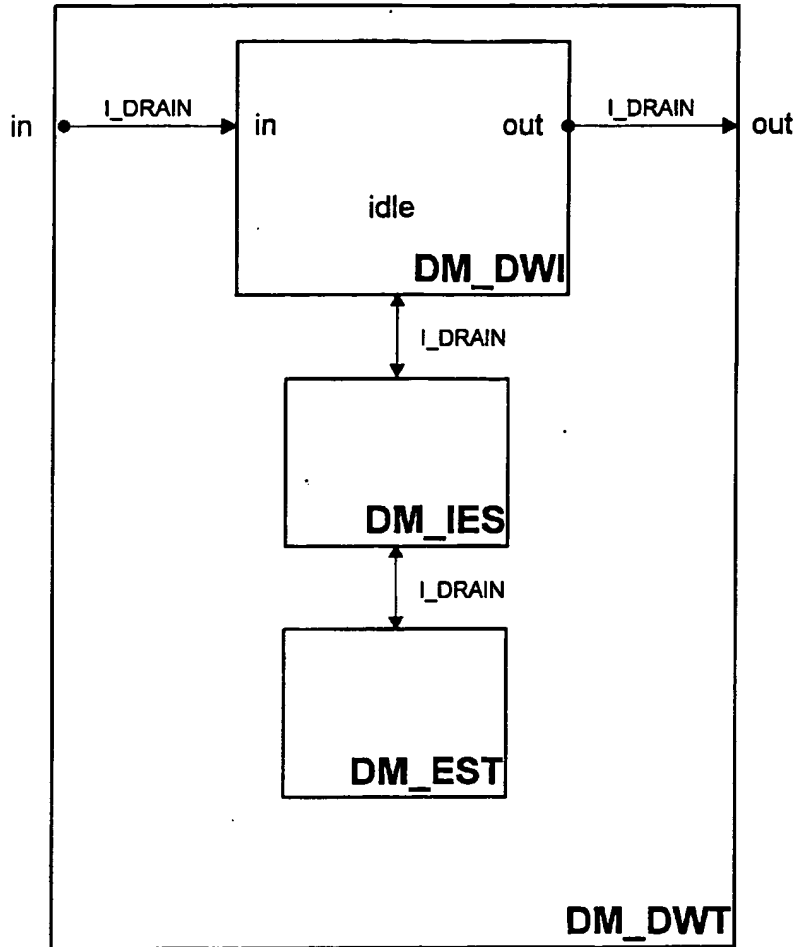 I_DRAIN I_DRAIN
in in out out
idle
DM_DWI
I_DRAIN
DM_IES
I_DRAIN
DM_EST
DM_DWT